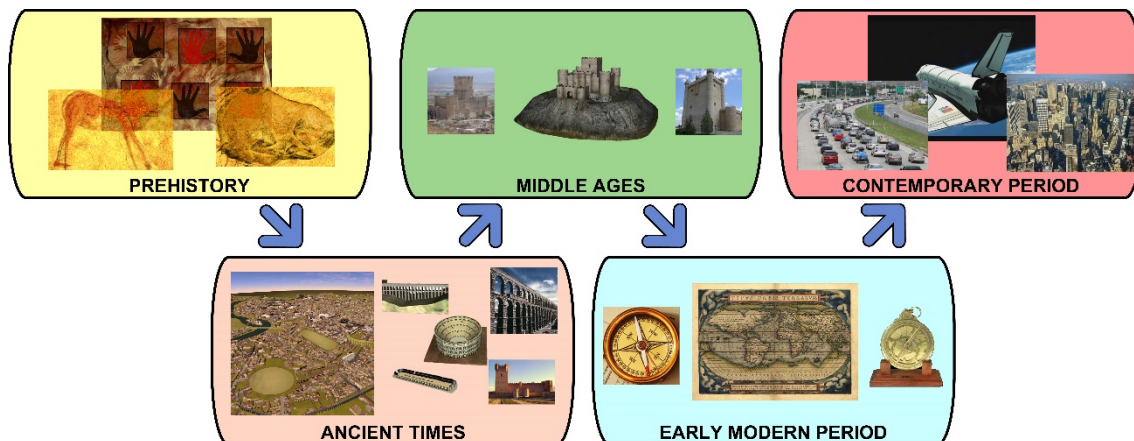 PREHISTORY
MIDDLE AGES
CONTEMPORARY PERIOD
ANCIENT TIMES
EARLY MODERN PERIOD